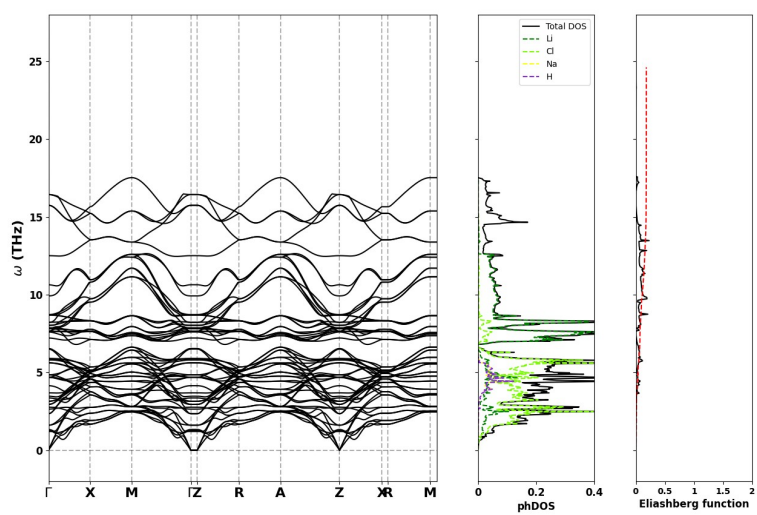 25
20
15
10
5
0
ω (THz)
Γ X M Γ Z R A Z X R M
Total DOS
Li
Cl
Na
H
0 0.2 0.4
phDOS
0 0.5 1 1.5 2
Eliashberg function